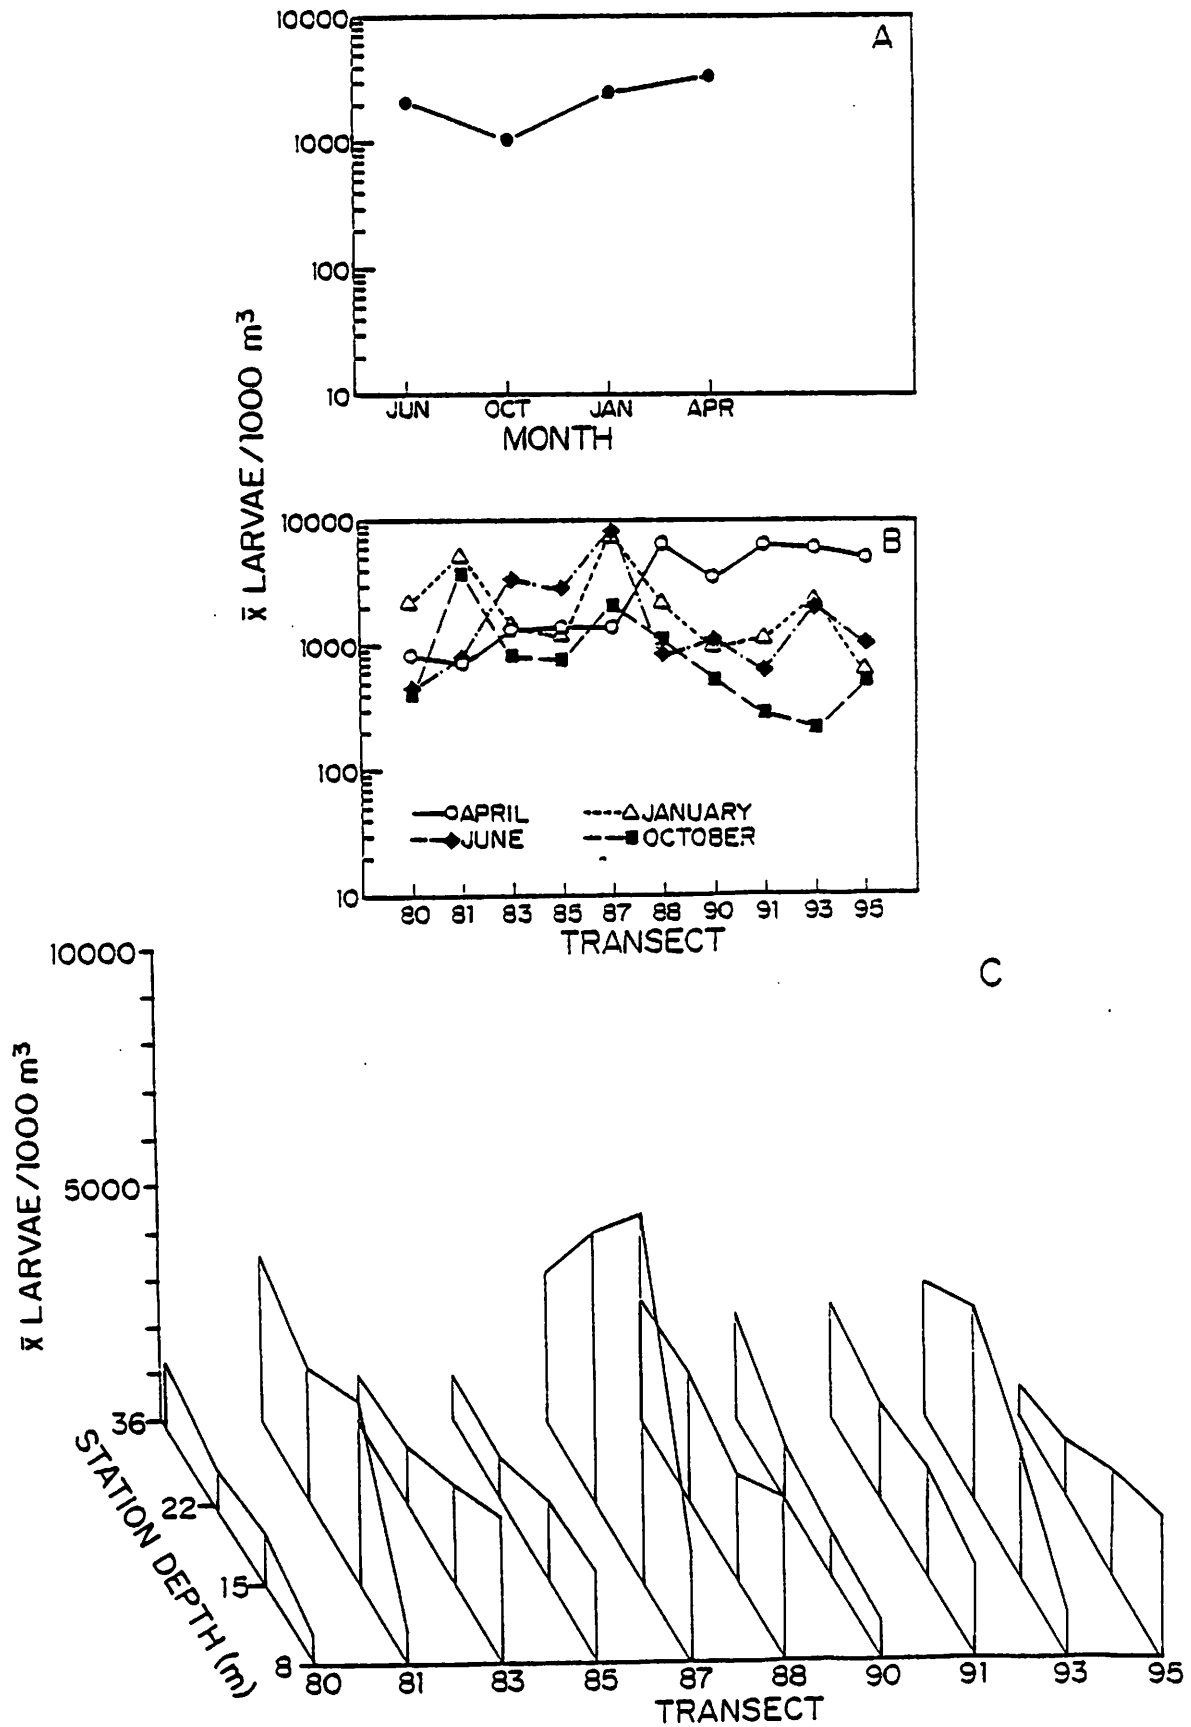 A
10000
1000
100
10
JUN OCT JAN APR
MONTH
x̄ LARVAE/1000 m³
B
10000
1000
100
10
APRIL JANUARY
JUNE OCTOBER
80 81 83 85 87 88 90 91 93 95
TRANSECT
C
10000
5000
x̄ LARVAE/1000 m³
36
22
15
8
STATION DEPTH (m)
80 81 83 85 87 88 90 91 93 95
TRANSECT